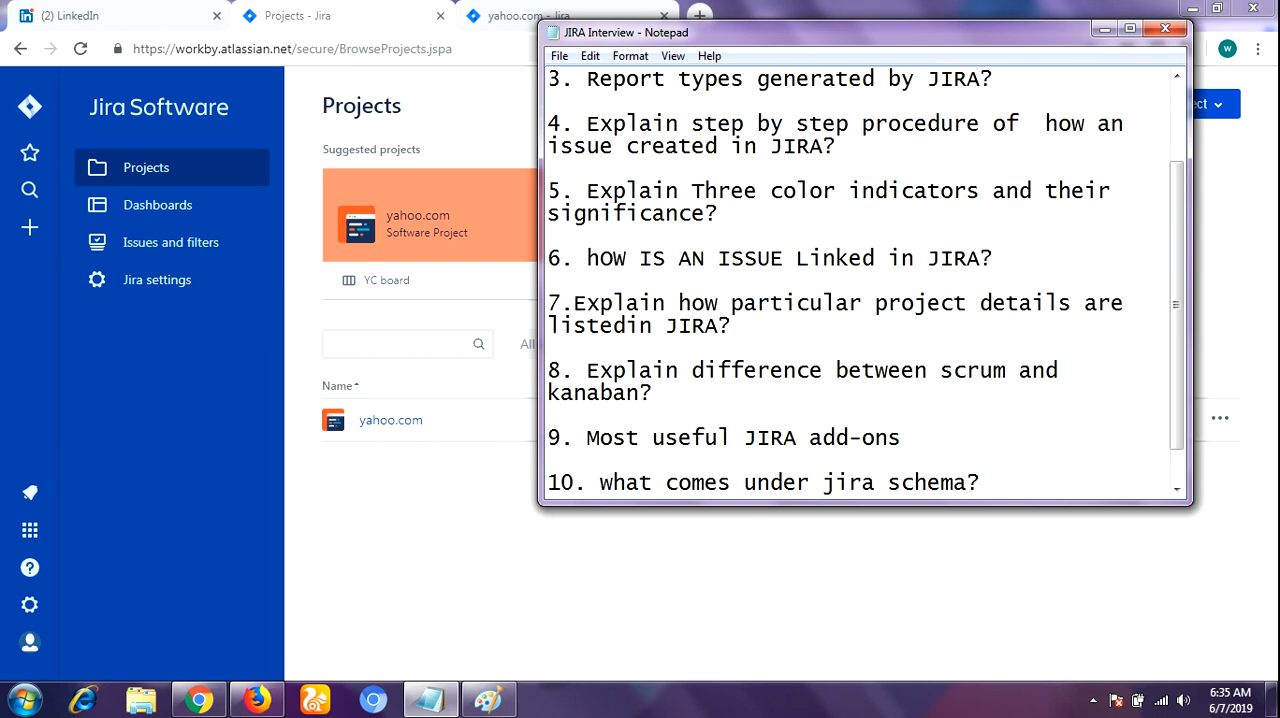 (2) LinkedIn
Projects - Jira
yahoo.com - Jira
https://workby.atlassian.net/secure/BrowseProjects.jspa
w
Jira Software
Projects
Dashboards
Issues and filters
Jira settings
Projects
Suggested projects
yahoo.com
Software Project
YC board
All
Name
yahoo.com
ect
JIRA Interview - Notepad
File Edit Format View Help
3. Report types generated by JIRA?
4. Explain step by step procedure of  how an
issue created in JIRA?
5. Explain Three color indicators and their
significance?
6. hOW IS AN ISSUE Linked in JIRA?
7.Explain how particular project details are
listedin JIRA?
8. Explain difference between scrum and
kanaban?
9. Most useful JIRA add-ons
10. what comes under jira schema?
6:35 AM
6/7/2019